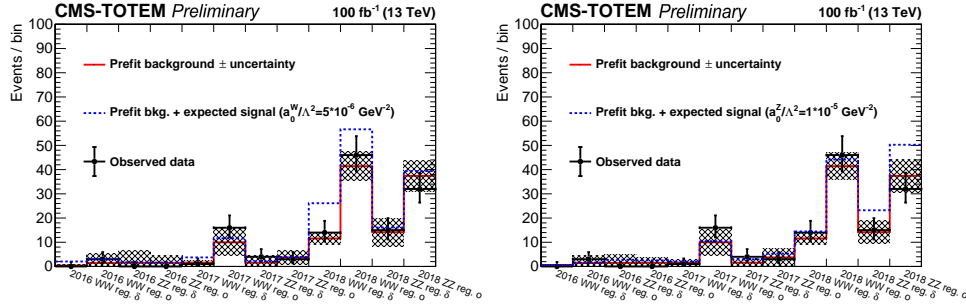 CMS-TOTEM Preliminary 100 fb⁻¹ (13 TeV)
Events / bin
100
90
80
70
60
50
40
30
20
10
0
Prefit background ± uncertainty
Prefit bkg. + expected signal (a₀ᵂ/Λ²=5*10⁻⁶ GeV⁻²)
Observed data
2016 WW reg. δ
2016 WW reg. o
2016 ZZ reg. δ
2016 ZZ reg. o
2017 WW reg. δ
2017 WW reg. o
2017 ZZ reg. δ
2017 ZZ reg. o
2018 WW reg. δ
2018 WW reg. o
2018 ZZ reg. δ
2018 ZZ reg. o
CMS-TOTEM Preliminary 100 fb⁻¹ (13 TeV)
Events / bin
100
90
80
70
60
50
40
30
20
10
0
Prefit background ± uncertainty
Prefit bkg. + expected signal (a₀ᶻ/Λ²=1*10⁻⁵ GeV⁻²)
Observed data
2016 WW reg. δ
2016 WW reg. o
2016 ZZ reg. δ
2016 ZZ reg. o
2017 WW reg. δ
2017 WW reg. o
2017 ZZ reg. δ
2017 ZZ reg. o
2018 WW reg. δ
2018 WW reg. o
2018 ZZ reg. δ
2018 ZZ reg. o